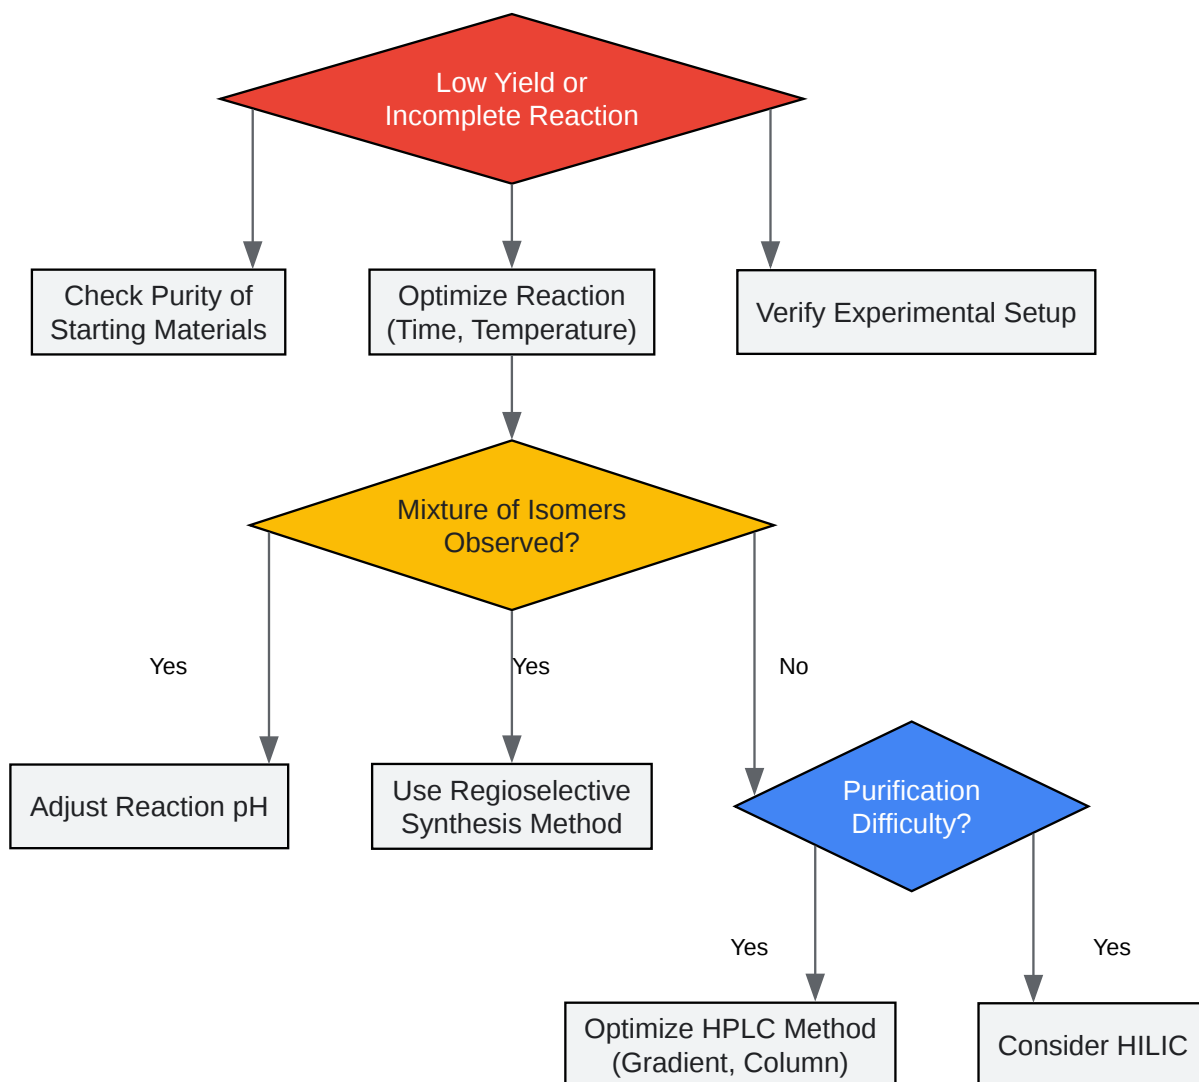 Low Yield or
Incomplete Reaction
Check Purity of
Starting Materials
Optimize Reaction
(Time, Temperature)
Verify Experimental Setup
Mixture of Isomers
Observed?
Yes
Yes
No
Adjust Reaction pH
Use Regioselective
Synthesis Method
Purification
Difficulty?
Yes
Yes
Optimize HPLC Method
(Gradient, Column)
Consider HILIC